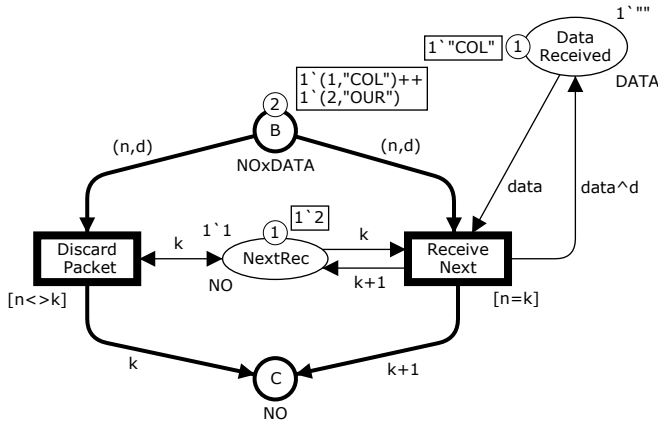 1`""
1`"COL"
1
Data
Received
DATA
1`(1,"COL")++
1`(2,"OUR")
2
B
NOxDATA
(n,d)
(n,d)
data
data^d
1`1
1`2
1
Discard
Packet
k
NextRec
k
k+1
Receive
Next
NO
[n<>k]
[n=k]
k
k+1
C
NO